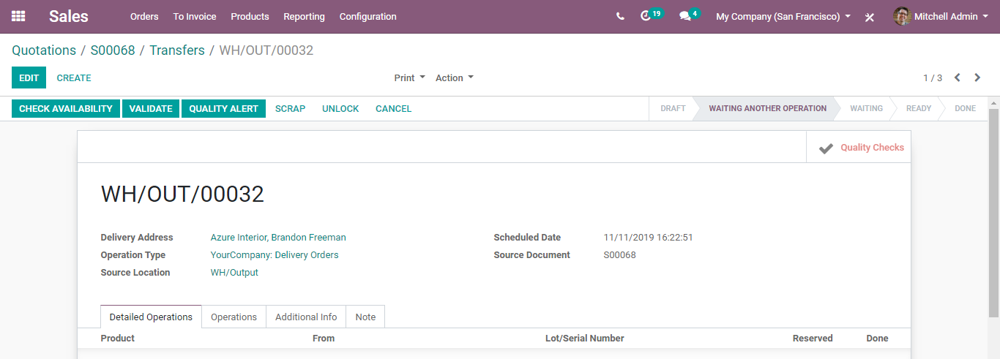 Sales Orders To Invoice Products Reporting Configuration 19 4 My Company (San Francisco) Mitchell Admin
Quotations / S00068 / Transfers / WH/OUT/00032
EDIT CREATE Print Action 1 / 3
CHECK AVAILABILITY VALIDATE QUALITY ALERT SCRAP UNLOCK CANCEL DRAFT WAITING ANOTHER OPERATION WAITING READY DONE
Quality Checks
WH/OUT/00032
Delivery Address Azure Interior, Brandon Freeman Scheduled Date 11/11/2019 16:22:51
Operation Type YourCompany: Delivery Orders Source Document S00068
Source Location WH/Output
Detailed Operations Operations Additional Info Note
Product From Lot/Serial Number Reserved Done